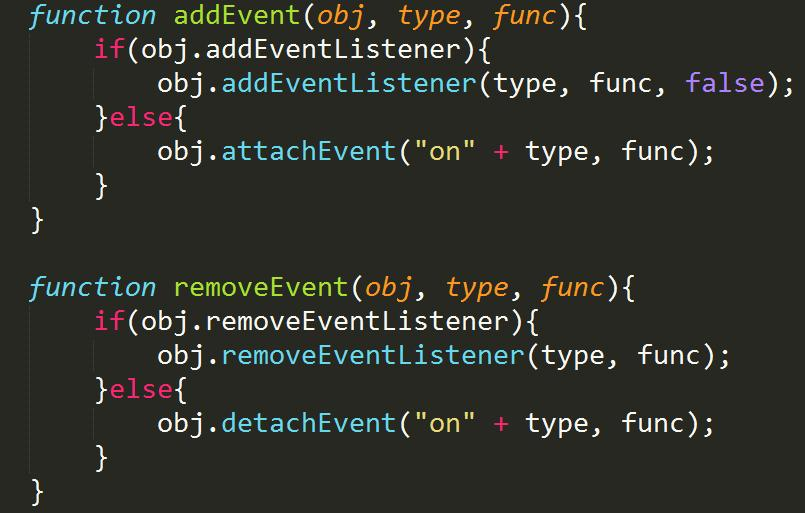 function addEvent(obj, type, func){
    if(obj.addEventListener){
        obj.addEventListener(type, func, false);
    }else{
        obj.attachEvent("on" + type, func);
    }
}

function removeEvent(obj, type, func){
    if(obj.removeEventListener){
        obj.removeEventListener(type, func);
    }else{
        obj.detachEvent("on" + type, func);
    }
}